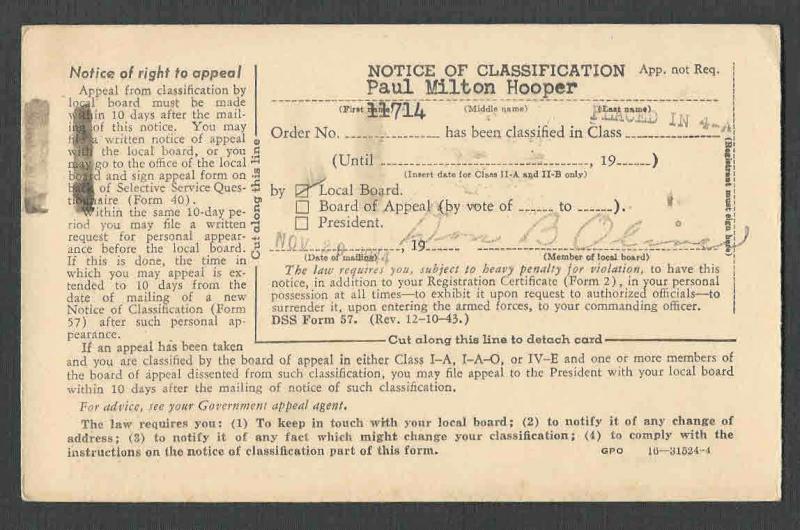 Notice of right to appeal
Appeal from classification by
local board must be made
within 10 days after the mail-
ing of this notice. You may
file a written notice of appeal
with the local board, or you
may go to the office of the local
board and sign appeal form on
back of Selective Service Ques-
tionnaire (Form 40).
Within the same 10-day pe-
riod you may file a written
request for personal appear-
ance before the local board.
If this is done, the time in
which you may appeal is ex-
tended to 10 days from the
date of mailing of a new
Notice of Classification (Form
57) after such personal ap-
pearance.
If an appeal has been taken
and you are classified by the board of appeal in either Class I-A, I-A-O, or IV-E and one or more members of
the board of appeal dissented from such classification, you may file appeal to the President with your local board
within 10 days after the mailing of notice of such classification.
For advice, see your Government appeal agent.
The law requires you: (1) To keep in touch with your local board; (2) to notify it of any change of
address; (3) to notify it of any fact which might change your classification; (4) to comply with the
instructions on the notice of classification part of this form.
GPO 16—31524-4
Cut along this line
NOTICE OF CLASSIFICATION App. not Req.
Paul Milton Hooper
(First name) (Middle name) (Last name)
11714 PLACED IN 4-A
Order No. has been classified in Class
(Until , 19 )
(Insert date for Class II-A and II-B only)
by ☑ Local Board.
☐ Board of Appeal (by vote of to ).
☐ President.
NOV , 19 Don B
(Date of mailing) (Member of local board)
The law requires you, subject to heavy penalty for violation, to have this
notice, in addition to your Registration Certificate (Form 2), in your personal
possession at all times—to exhibit it upon request to authorized officials—to
surrender it, upon entering the armed forces, to your commanding officer.
DSS Form 57. (Rev. 12-10-43.)
Cut along this line to detach card
(Registrant must sign here)